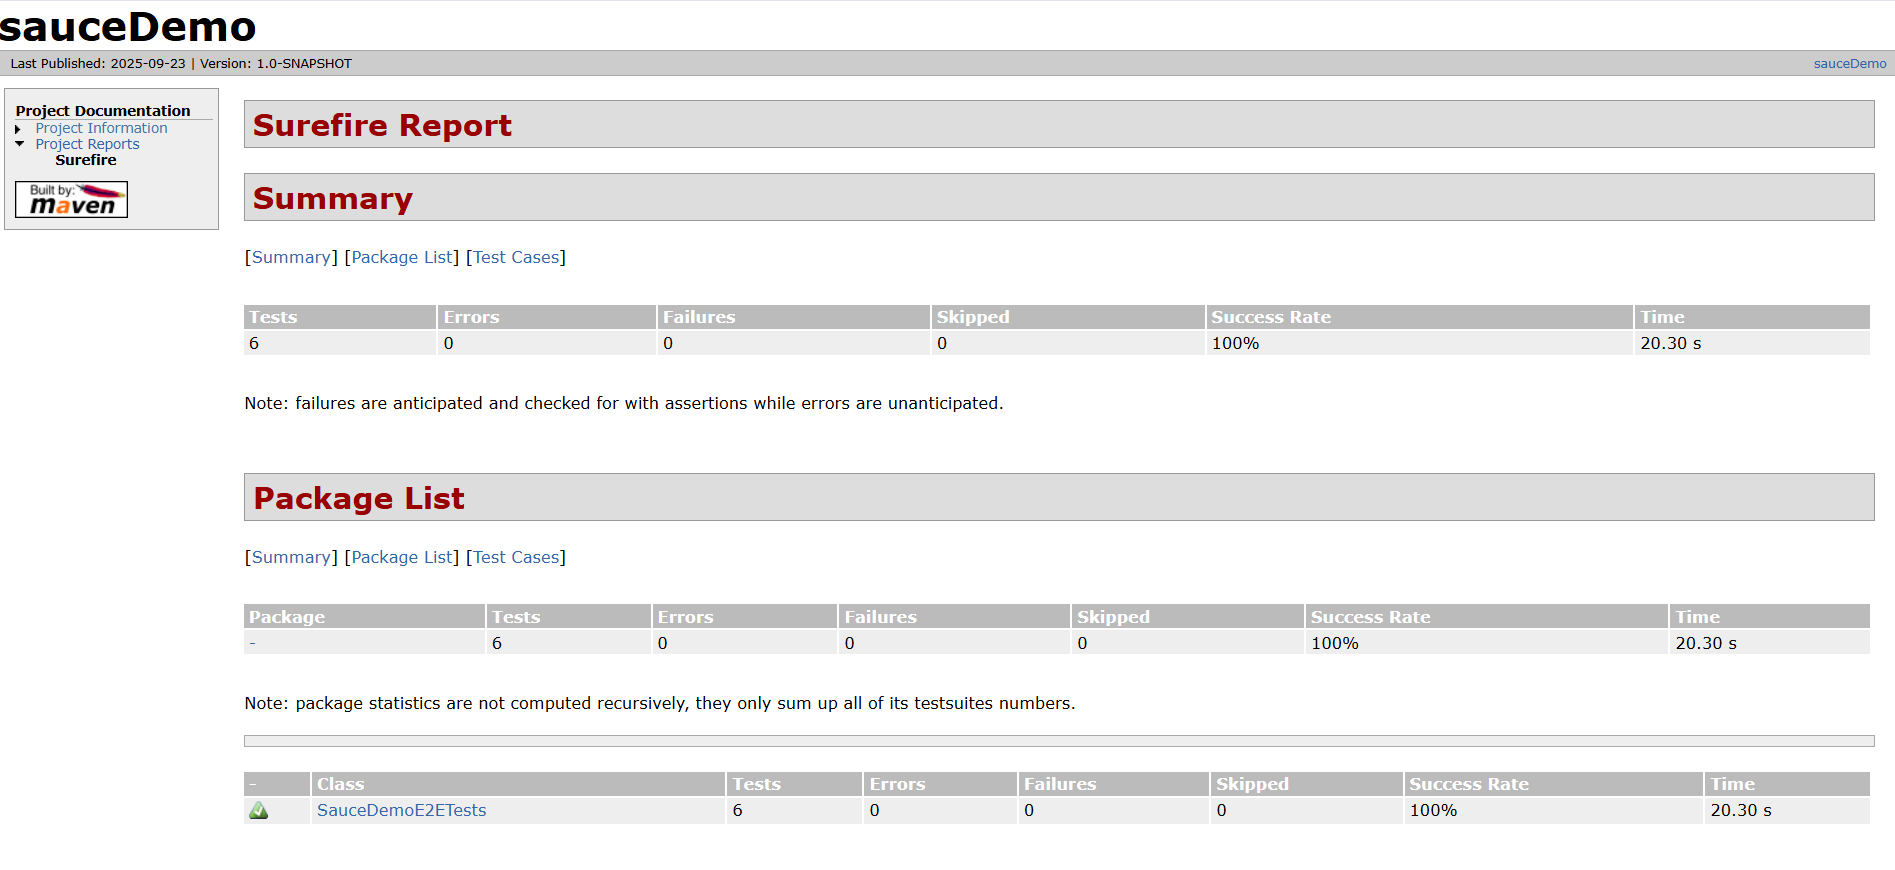 sauceDemo
Last Published: 2025-09-23 | Version: 1.0-SNAPSHOT
sauceDemo
Project Documentation
Project Information
Project Reports
Surefire
Built by:
maven
Surefire Report
Summary
[Summary] [Package List] [Test Cases]
Tests Errors Failures Skipped Success Rate Time
6 0 0 0 100% 20.30 s
Note: failures are anticipated and checked for with assertions while errors are unanticipated.
Package List
[Summary] [Package List] [Test Cases]
Package Tests Errors Failures Skipped Success Rate Time
- 6 0 0 0 100% 20.30 s
Note: package statistics are not computed recursively, they only sum up all of its testsuites numbers.
- Class Tests Errors Failures Skipped Success Rate Time
SauceDemoE2ETests 6 0 0 0 100% 20.30 s